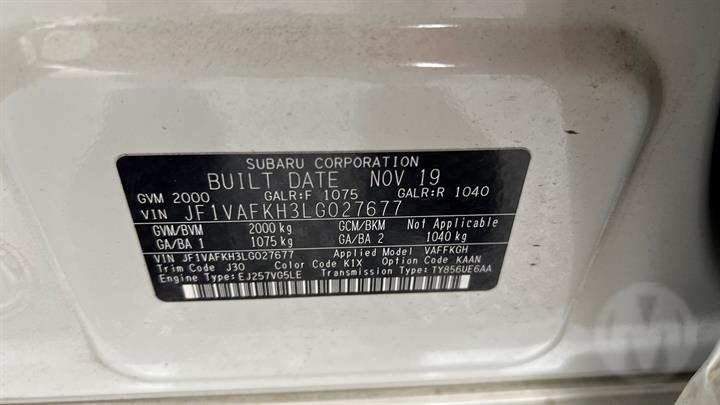 SUBARU CORPORATION
BUILT DATE NOV 19
GVM 2000 GALR:F 1075 GALR:R 1040
VIN JF1VAFKH3LG027677
GVM/BVM 2000 kg GCM/BKM Not Applicable
GA/BA 1 1075 kg GA/BA 2 1040 kg
VIN JF1VAFKH3LG027677 Applied Model VAFFKGH
Trim Code J30 Color Code K1X Option Code KAAN
Engine Type:EJ257VG5LE Transmission Type:TY856UE6AA
M